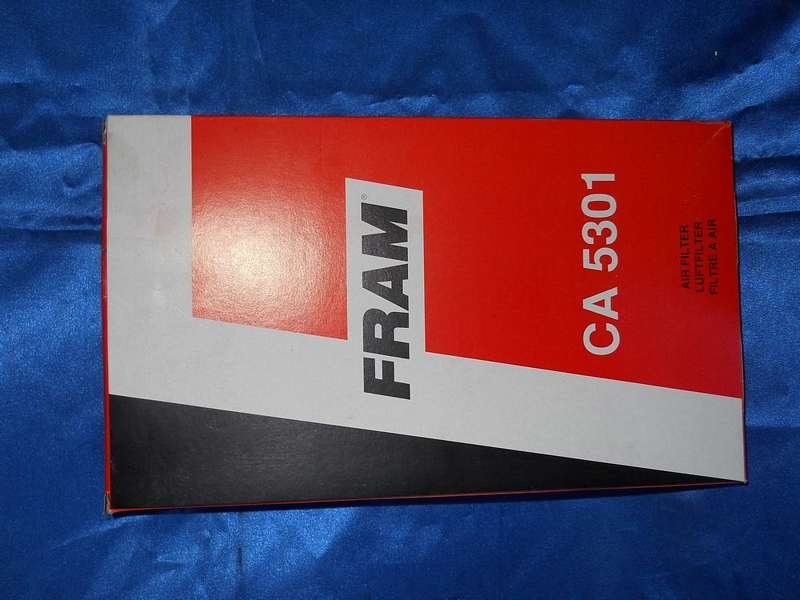 FRAM®
CA 5301
AIR FILTER
LUFTFILTER
FILTRE A AIR